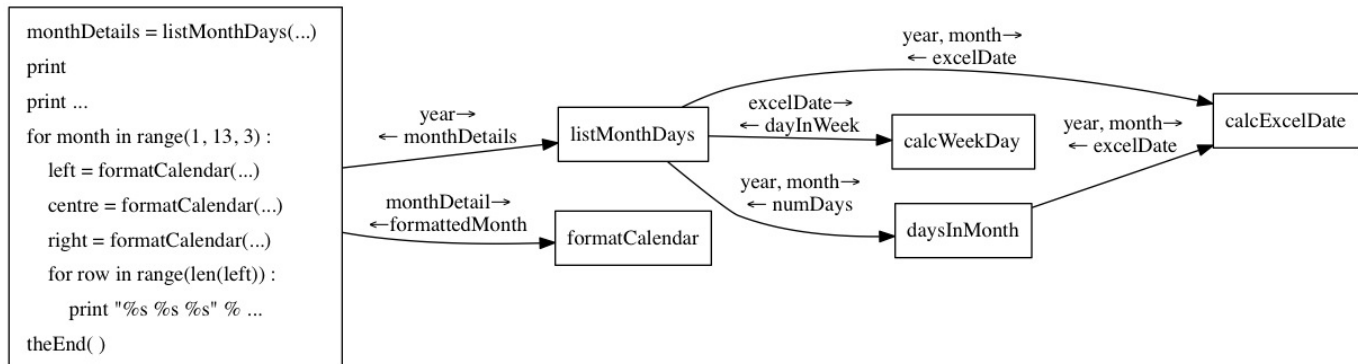 monthDetails = listMonthDays(...)
print
print ...
for month in range(1, 13, 3) :
left = formatCalendar(...)
centre = formatCalendar(...)
right = formatCalendar(...)
for row in range(len(left)) :
print "%s %s %s" % ...
theEnd( )
year→
← monthDetails
monthDetail→
←formattedMonth
listMonthDays
formatCalendar
year, month→
← excelDate
excelDate→
← dayInWeek
year, month→
← numDays
calcWeekDay
daysInMonth
year, month→
← excelDate
calcExcelDate